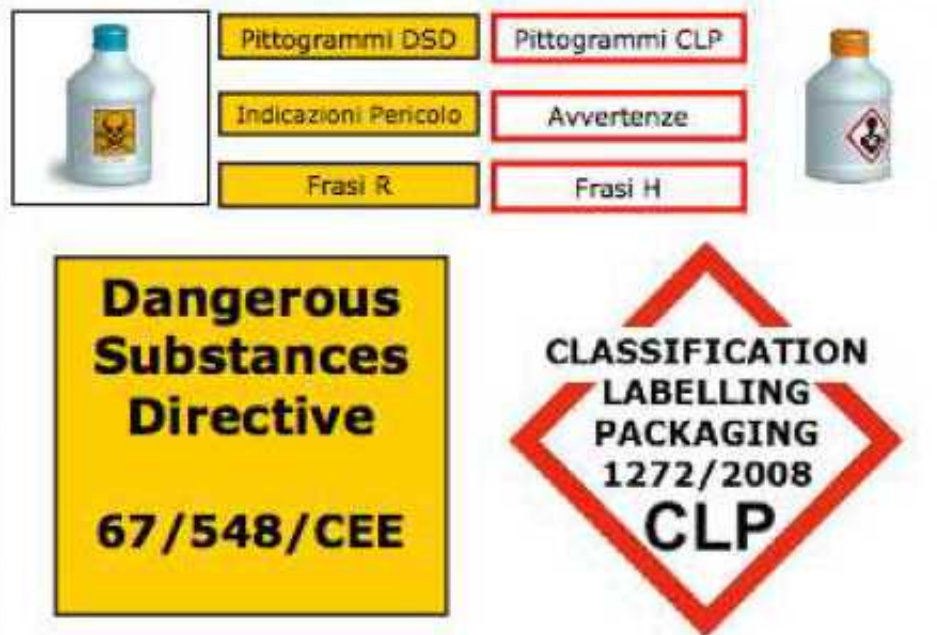 Pittogrammi DSD
Pittogrammi CLP
Indicazioni Pericolo
Avvertenze
Frasi R
Frasi H
Dangerous
Substances
Directive
67/548/CEE
CLASSIFICATION
LABELLING
PACKAGING
1272/2008
CLP